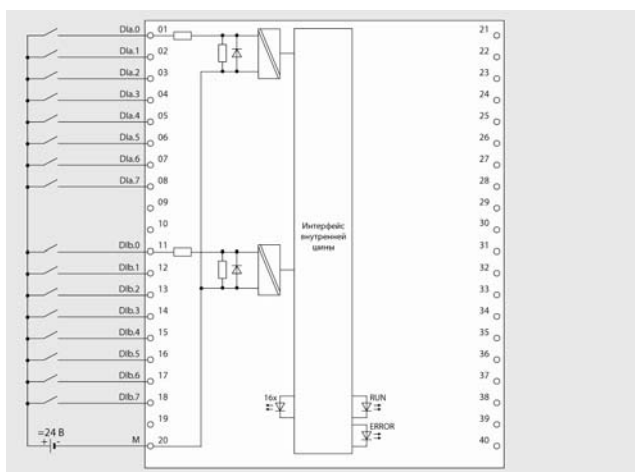 DIa.0 01 21
DIa.1 02 22
DIa.2 03 23
DIa.3 04 24
DIa.4 05 25
DIa.5 06 26
DIa.6 07 27
DIa.7 08 28
09 29
10 30
Интерфейс
внутренней
шины
DIb.0 11 31
DIb.1 12 32
DIb.2 13 33
DIb.3 14 34
DIb.4 15 35
DIb.5 16 36
DIb.6 17 37
DIb.7 18 16x RUN 38
19 39
ERROR
=24 В
+ -
M 20 40